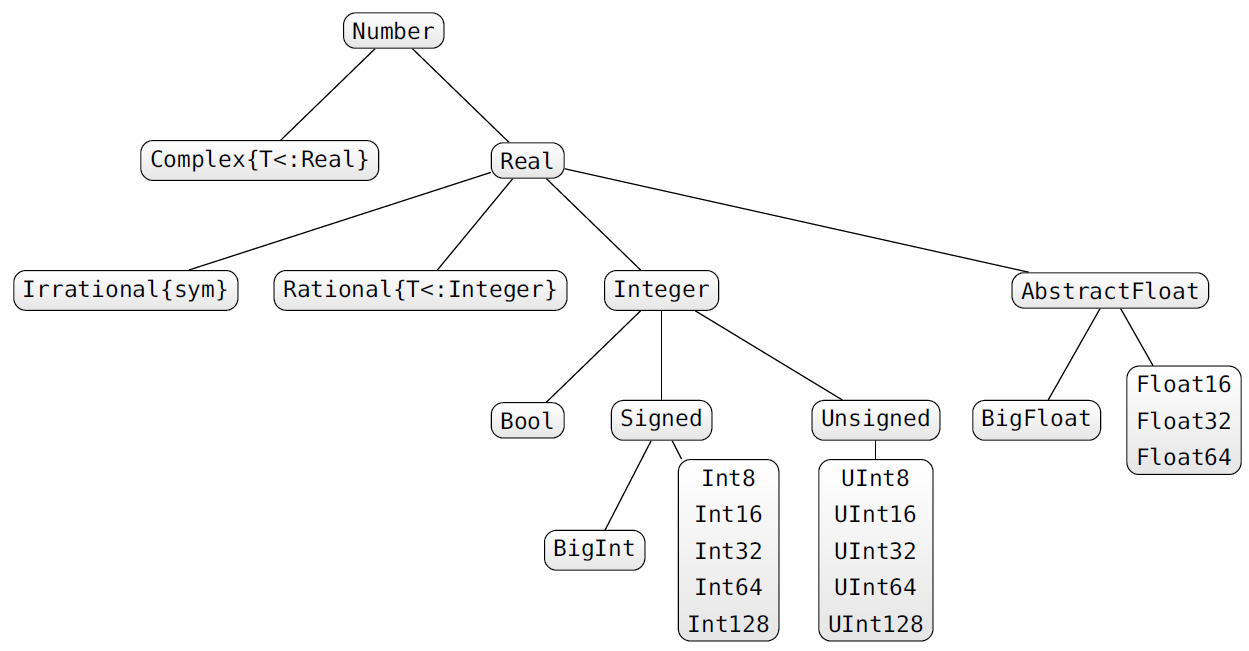 Number
Complex{T<:Real}
Real
Irrational{sym}
Rational{T<:Integer}
Integer
AbstractFloat
Bool
Signed
Unsigned
BigFloat
Float16
Float32
Float64
BigInt
Int8
Int16
Int32
Int64
Int128
UInt8
UInt16
UInt32
UInt64
UInt128